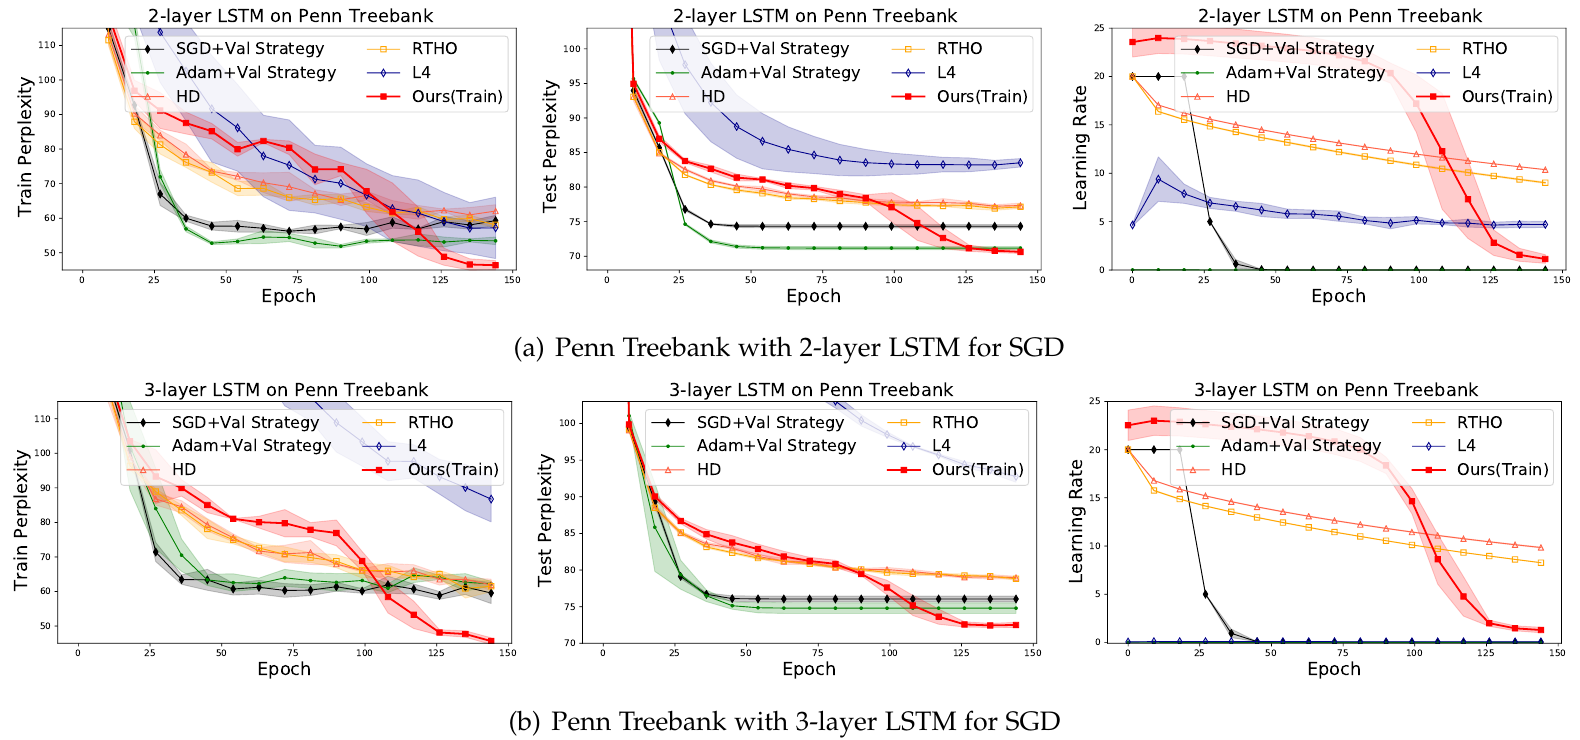 2-layer LSTM on Penn Treebank
Train Perplexity
110
100
90
80
70
60
50
SGD+Val Strategy
Adam+Val Strategy
HD
RTHO
L4
Ours(Train)
0 25 50 75 100 125 150
Epoch
2-layer LSTM on Penn Treebank
Test Perplexity
100
95
90
85
80
75
70
SGD+Val Strategy
Adam+Val Strategy
HD
RTHO
L4
Ours(Train)
0 25 50 75 100 125 150
Epoch
2-layer LSTM on Penn Treebank
Learning Rate
25
20
15
10
5
0
SGD+Val Strategy
Adam+Val Strategy
HD
RTHO
L4
Ours(Train)
0 25 50 75 100 125 150
Epoch
(a) Penn Treebank with 2-layer LSTM for SGD
3-layer LSTM on Penn Treebank
Train Perplexity
110
100
90
80
70
60
50
SGD+Val Strategy
Adam+Val Strategy
HD
RTHO
L4
Ours(Train)
0 25 50 75 100 125 150
Epoch
3-layer LSTM on Penn Treebank
Test Perplexity
100
95
90
85
80
75
70
SGD+Val Strategy
Adam+Val Strategy
HD
RTHO
L4
Ours(Train)
0 25 50 75 100 125 150
Epoch
3-layer LSTM on Penn Treebank
Learning Rate
25
20
15
10
5
0
SGD+Val Strategy
Adam+Val Strategy
HD
RTHO
L4
Ours(Train)
0 25 50 75 100 125 150
Epoch
(b) Penn Treebank with 3-layer LSTM for SGD